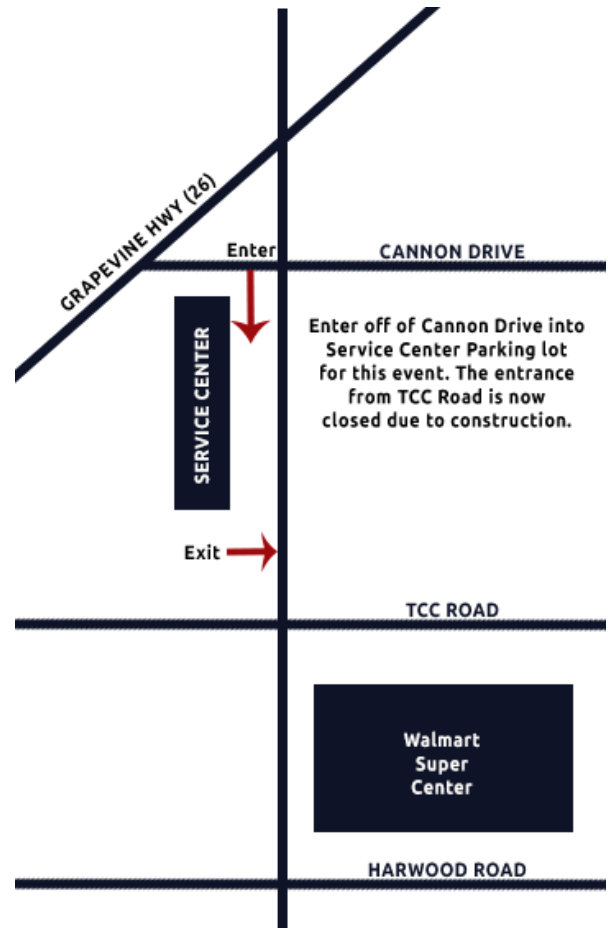 GRAPEVINE HWY (26)
Enter
CANNON DRIVE
SERVICE CENTER
Enter off of Cannon Drive into
Service Center Parking lot
for this event. The entrance
from TCC Road is now
closed due to construction.
Exit
TCC ROAD
Walmart
Super
Center
HARWOOD ROAD